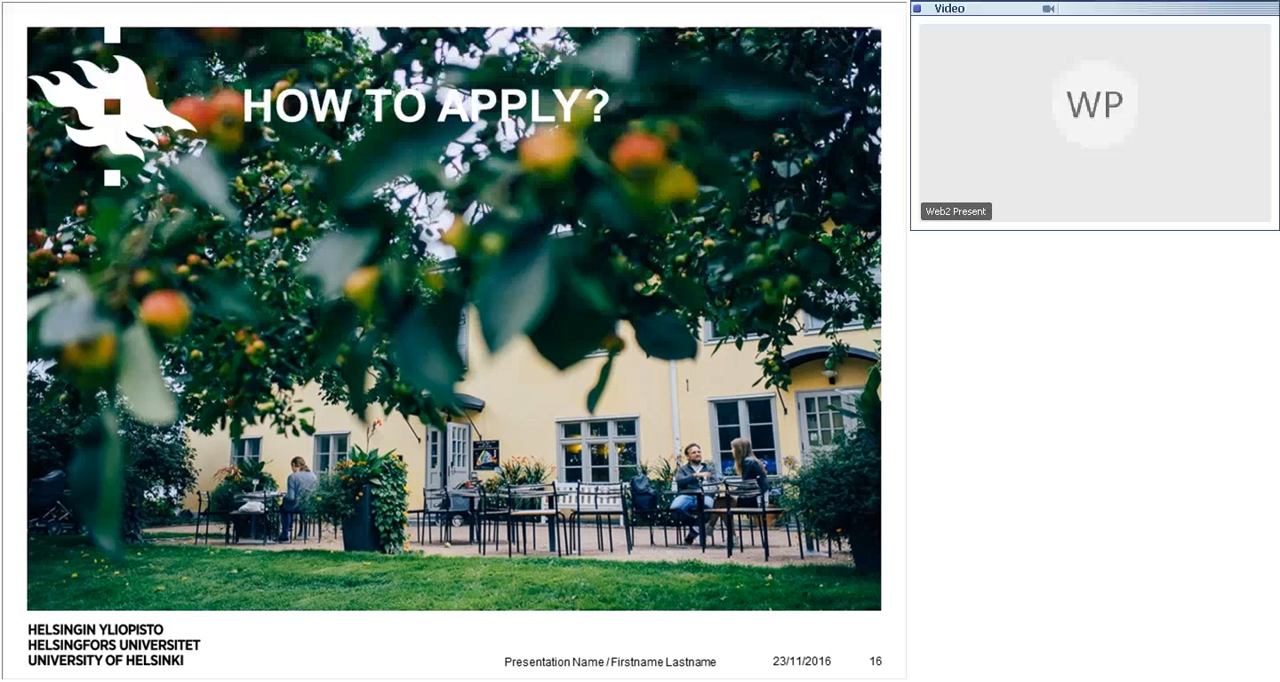 HOW TO APPLY?
HELSINGIN YLIOPISTO
HELSINGFORS UNIVERSITET
UNIVERSITY OF HELSINKI
Presentation Name / Firstname Lastname
23/11/2016
16
Video
WP
Web2 Present